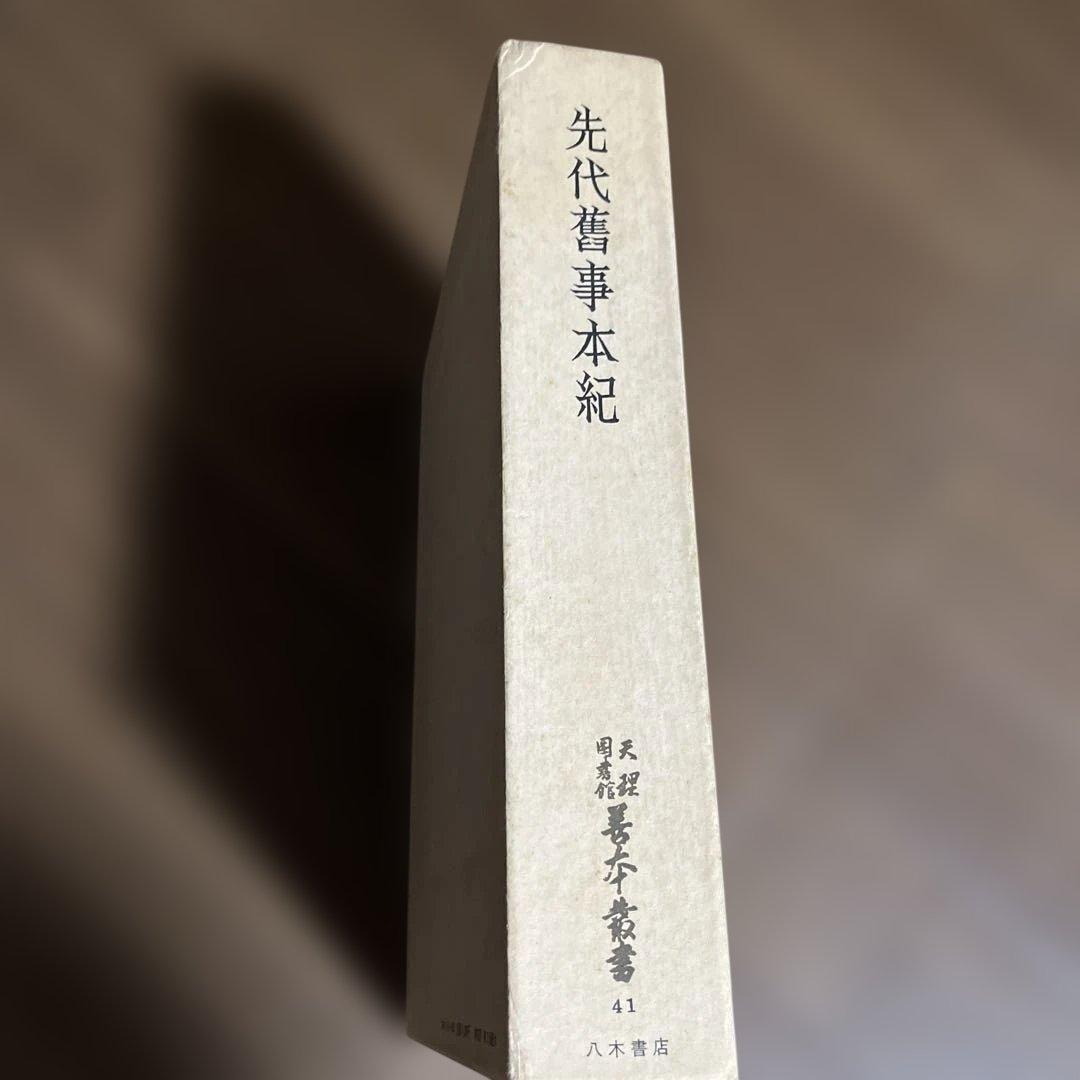 先代舊事本紀
天理
図書館
善本叢書
41
八木書店